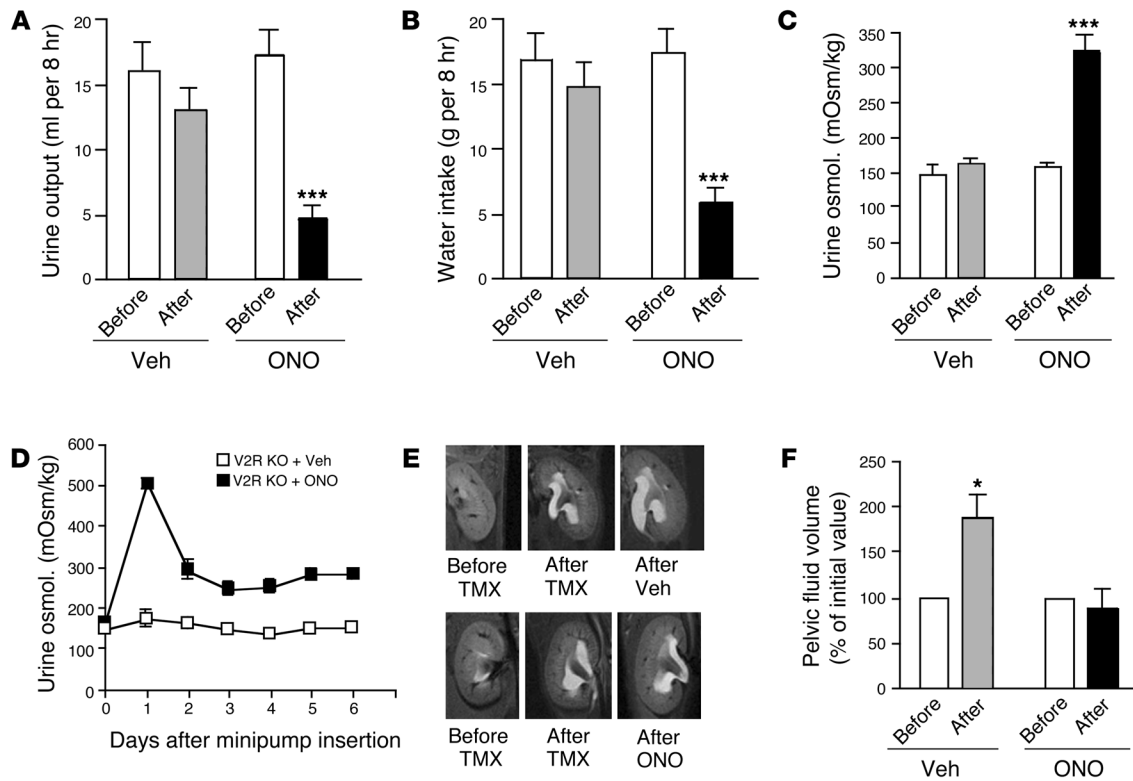 A
Urine output (ml per 8 hr)
20
15
10
5
0
***
Before
After
Before
After
Veh
ONO
B
Water intake (g per 8 hr)
20
15
10
5
0
***
Before
After
Before
After
Veh
ONO
C
Urine osmol. (mOsm/kg)
350
300
250
200
150
100
50
0
***
Before
After
Before
After
Veh
ONO
D
Urine osmol. (mOsm/kg)
600
500
400
300
200
100
0
V2R KO + Veh
V2R KO + ONO
0 1 2 3 4 5 6
Days after minipump insertion
E
Before
TMX
After
TMX
After
Veh
Before
TMX
After
TMX
After
ONO
F
Pelvic fluid volume
(% of initial value)
250
200
150
100
50
0
*
Before
After
Before
After
Veh
ONO